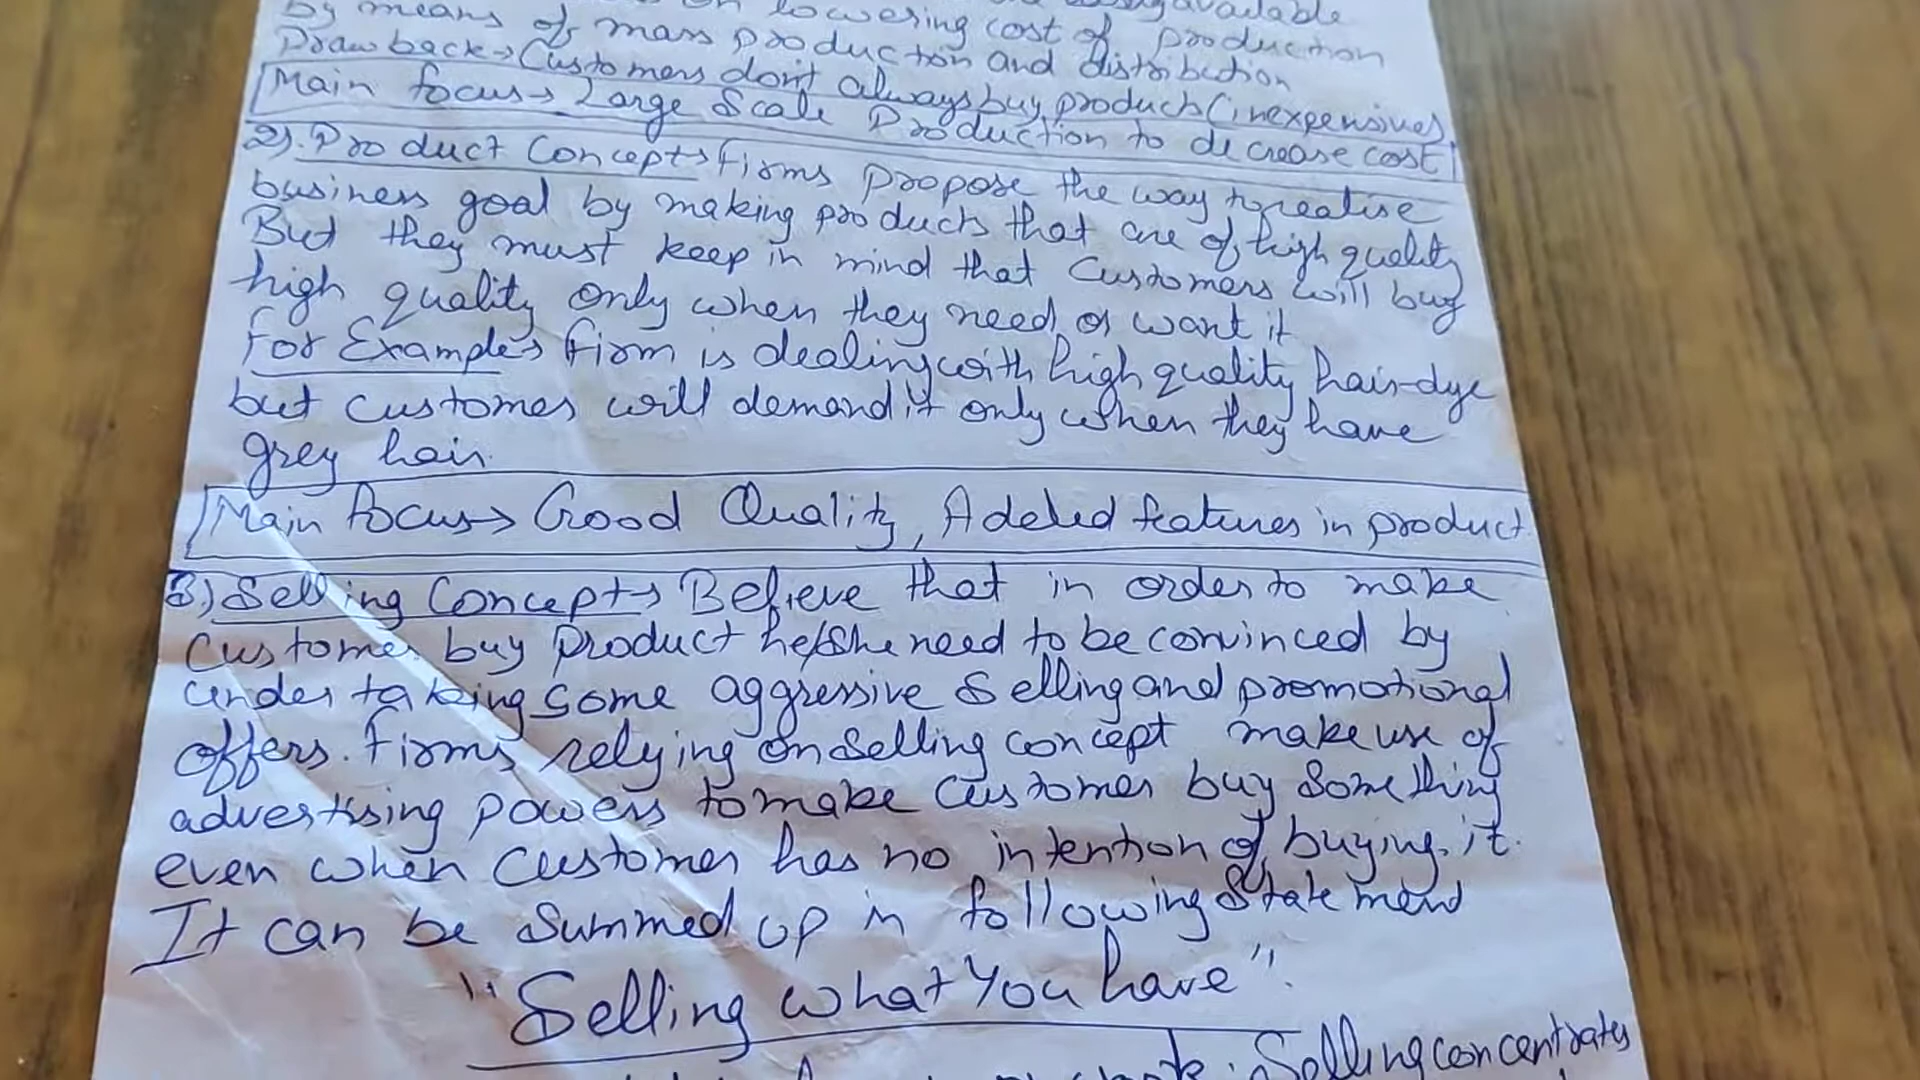 on lowering cost of production
by means of mass production and distribution
Drawback→ Customers don't always buy products (inexpensive)
Main focus→ Large Scale Production to decrease cost
2). Product Concept→ firms propose the way to realise
business goal by making products that are of high quality
But they must keep in mind that customers will buy
high quality only when they need or want it
For Example→ firm is dealing with high quality hair-dye
but customer will demand it only when they have
grey hair.
Main focus→ Good Quality, Added features in product.
3.) Selling Concept→ Believe that in order to make
customer buy product he/she need to be convinced by
undertaking some aggressive selling and promotional
offers. firms relying on selling concept make use of
advertising powers to make customer buy something
even when customer has no intention of buying it.
It can be summed up in following statement
"Selling what You have".
Selling concentrates